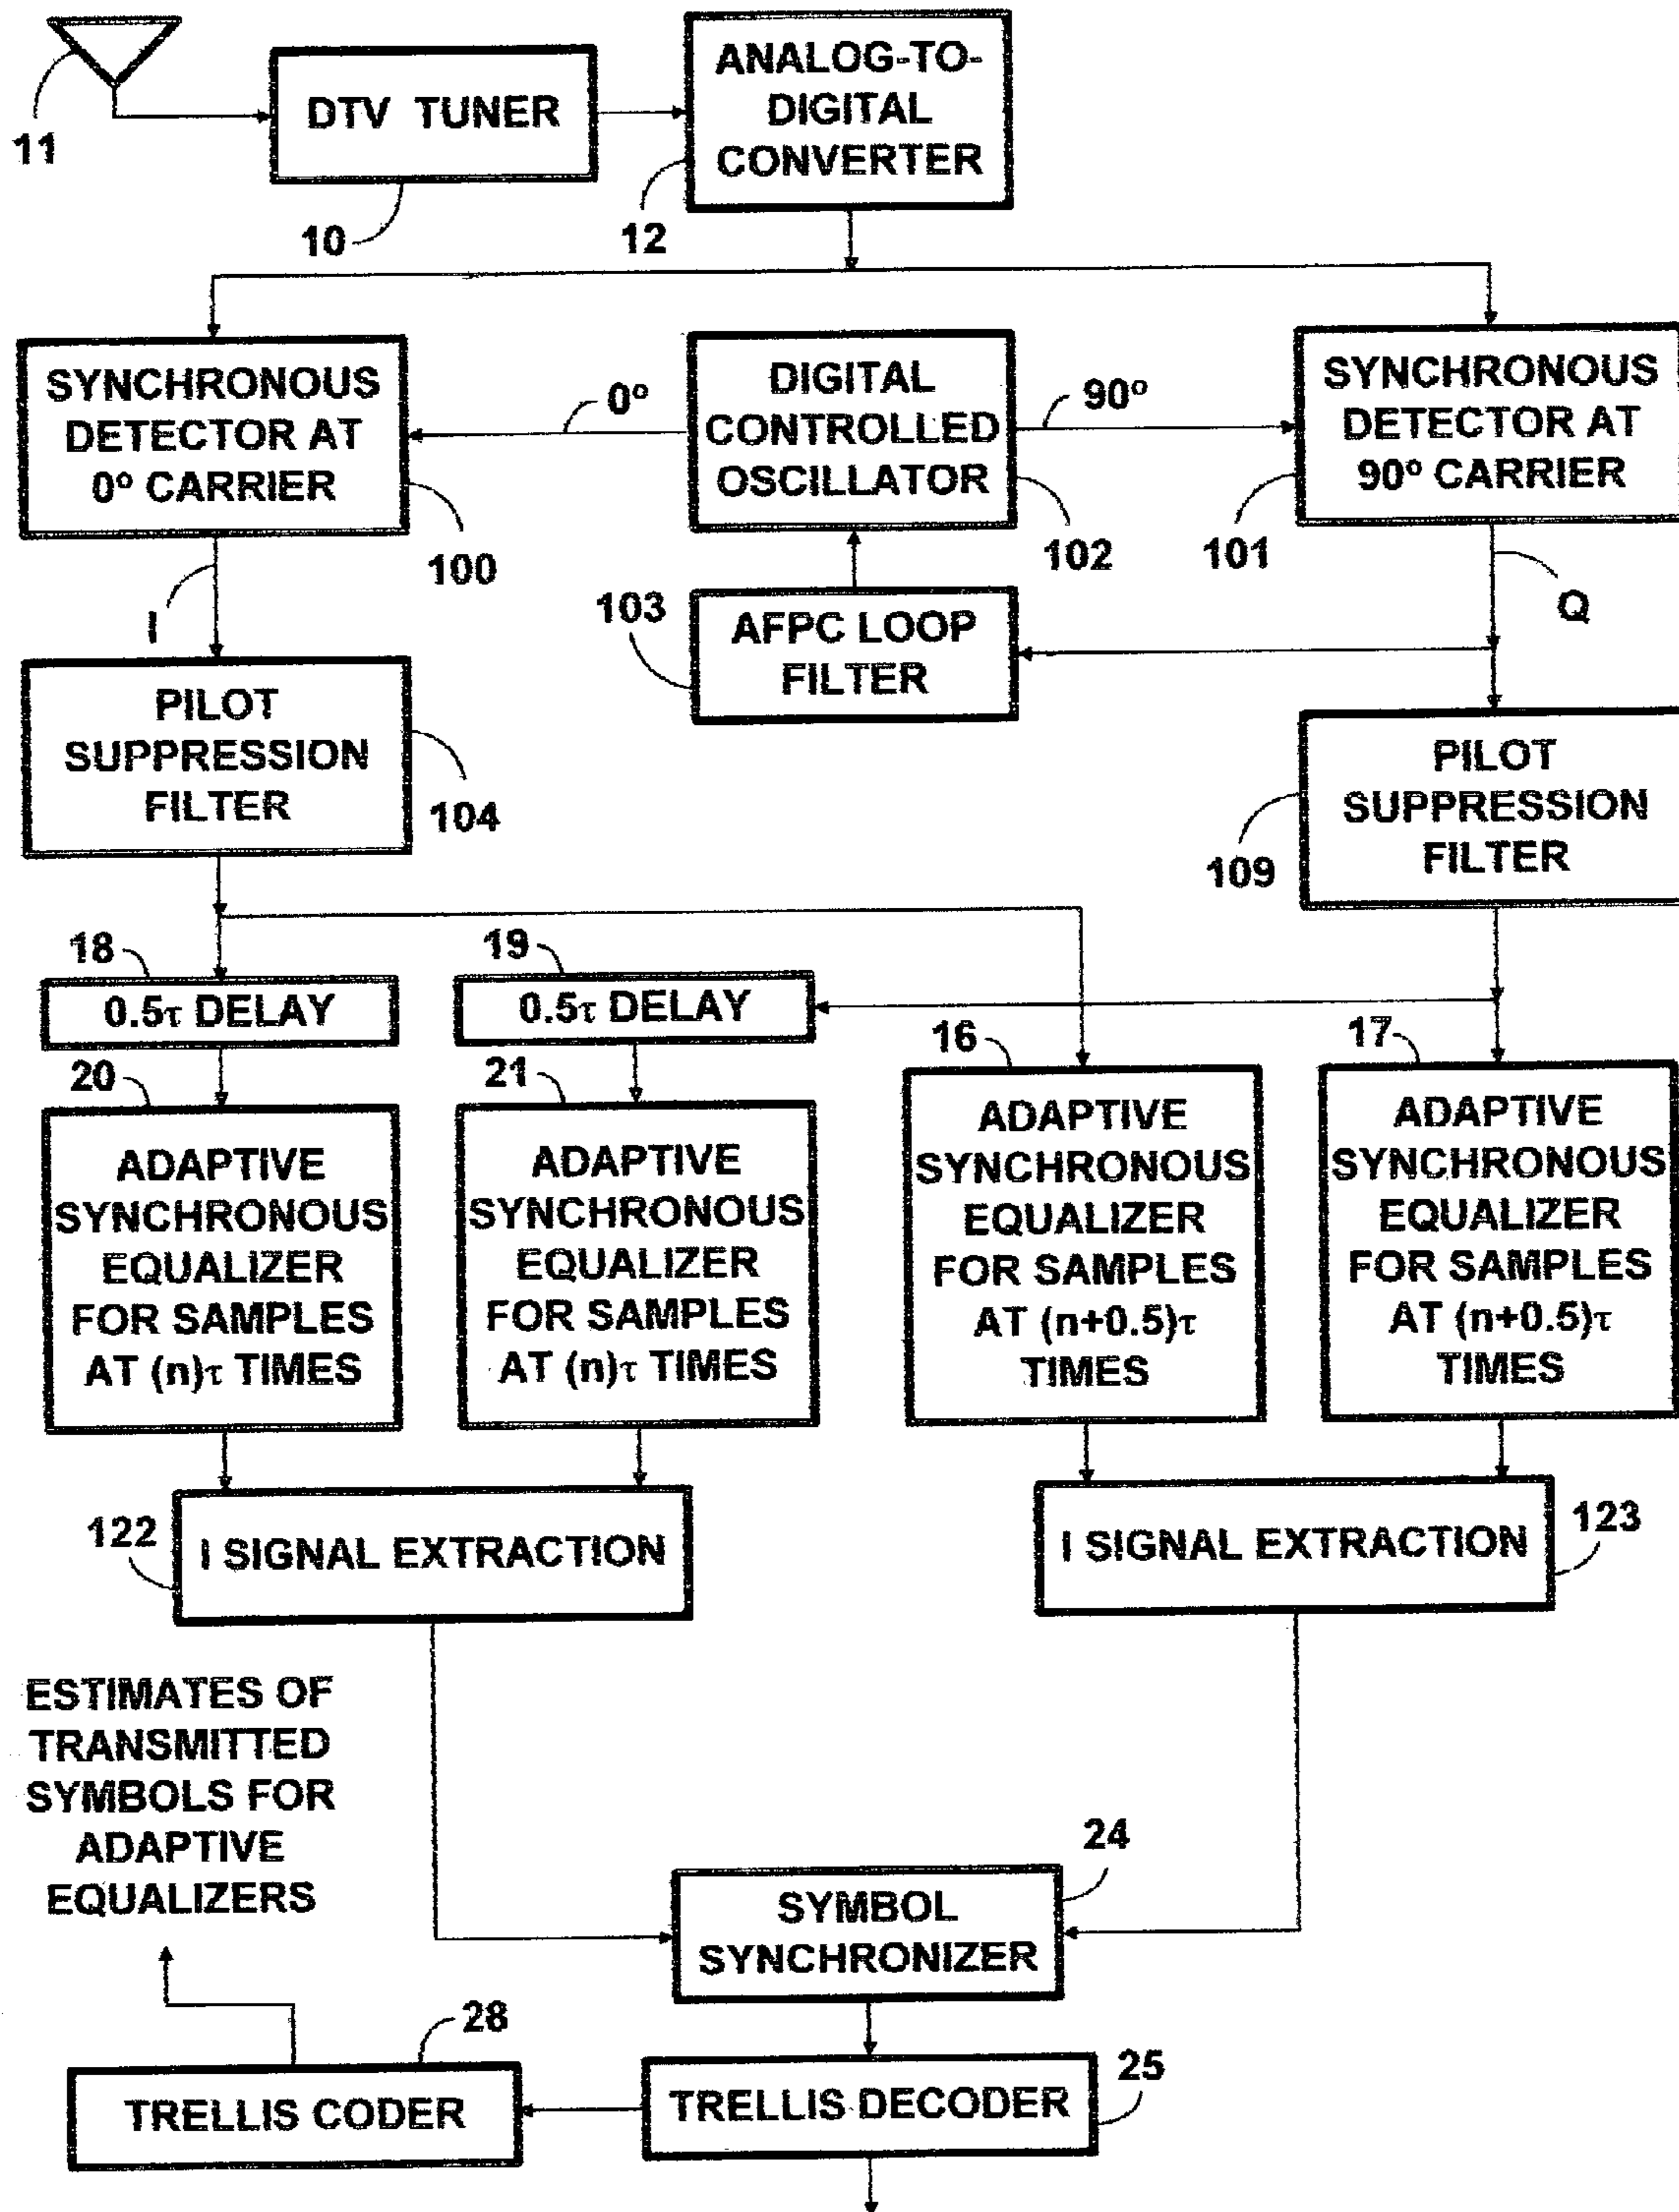 11
DTV TUNER
10
ANALOG-TO-
DIGITAL
CONVERTER
12
SYNCHRONOUS
DETECTOR AT
0° CARRIER
100
0°
DIGITAL
CONTROLLED
OSCILLATOR
102
90°
SYNCHRONOUS
DETECTOR AT
90° CARRIER
101
I
Q
103
AFPC LOOP
FILTER
PILOT
SUPPRESSION
FILTER
104
PILOT
SUPPRESSION
FILTER
109
18
0.5τ DELAY
19
0.5τ DELAY
20
ADAPTIVE
SYNCHRONOUS
EQUALIZER
FOR SAMPLES
AT (n)τ TIMES
21
ADAPTIVE
SYNCHRONOUS
EQUALIZER
FOR SAMPLES
AT (n)τ TIMES
16
ADAPTIVE
SYNCHRONOUS
EQUALIZER
FOR SAMPLES
AT (n+0.5)τ
TIMES
17
ADAPTIVE
SYNCHRONOUS
EQUALIZER
FOR SAMPLES
AT (n+0.5)τ
TIMES
122
I SIGNAL EXTRACTION
I SIGNAL EXTRACTION
123
ESTIMATES OF
TRANSMITTED
SYMBOLS FOR
ADAPTIVE
EQUALIZERS
24
SYMBOL
SYNCHRONIZER
28
TRELLIS CODER
TRELLIS DECODER
25